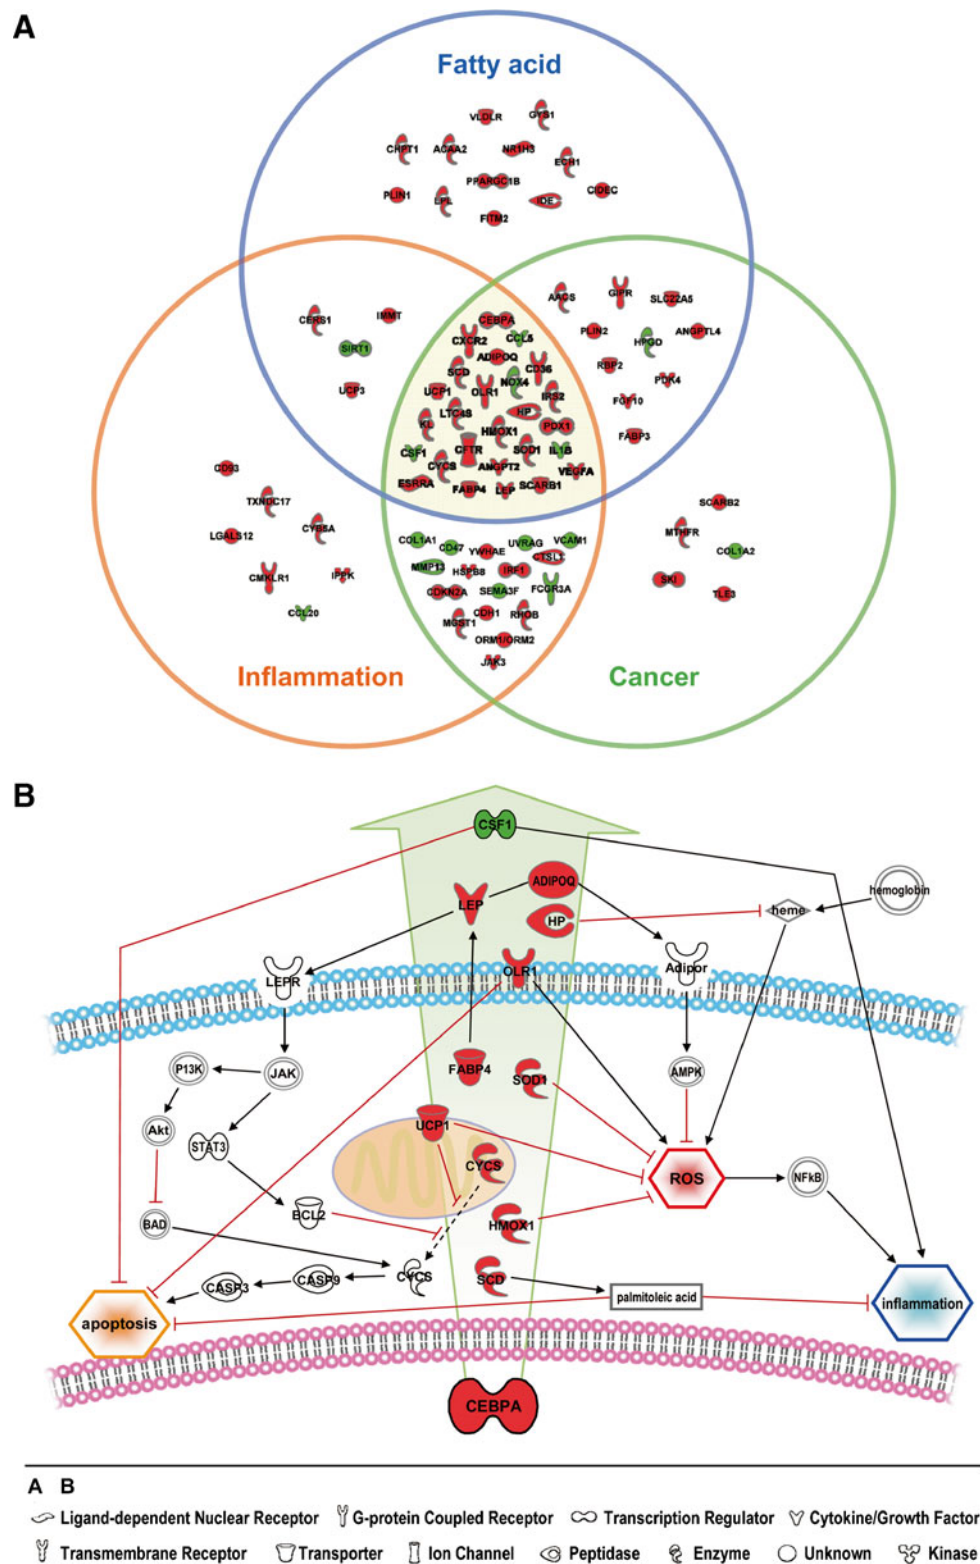 A
Fatty acid
VLDLR
GYS1
CHPT1
ACAA2
NR1H3
ECH1
PPARGC1B
CIDEC
PLIN1
LPL
IDE
FITM2
CERS1
IMMT
SIRT1
UCP3
CEBPA
CXCR2
CCL5
ADIPOQ
SCD
CD36
NOX4
UCP1
OLR1
IRS2
LTC4S
HP
KL
HMOX1
PDX1
CSF1
CFTR
SOD1
IL1B
CYCS
ANGPT2
VEGFA
ESRRA
FABP4
LEP
SCARB1
AACS
GIPR
SLC22A5
PLIN2
HPGD
ANGPTL4
RBP2
PDK4
FGF10
FABP3
CD93
TXNDC17
LGALS12
CYB5A
CMKLR1
IPPK
CCL20
COL1A1
CD47
UVRAG
VCAM1
YWHAE
CTSL1
MMP13
HSPB8
IRF1
CDKN2A
SEMA3F
FCGR3A
MGST1
CDH1
RHOB
ORM1/ORM2
JAK3
SCARB2
MTHFR
COL1A2
SKI
TLE3
Inflammation
Cancer
B
CSF1
ADIPOQ
hemoglobin
LEP
HP
heme
LEPR
OLR1
Adipor
P13K
JAK
FABP4
SOD1
AMPK
Akt
STAT3
UCP1
CYCS
ROS
NFkB
BAD
BCL2
HMOX1
CASP3
CASP9
CYCS
SCD
palmitoleic acid
inflammation
apoptosis
CEBPA
A B
Ligand-dependent Nuclear Receptor G-protein Coupled Receptor Transcription Regulator Cytokine/Growth Factor
Transmembrane Receptor Transporter Ion Channel Peptidase Enzyme Unknown Kinase